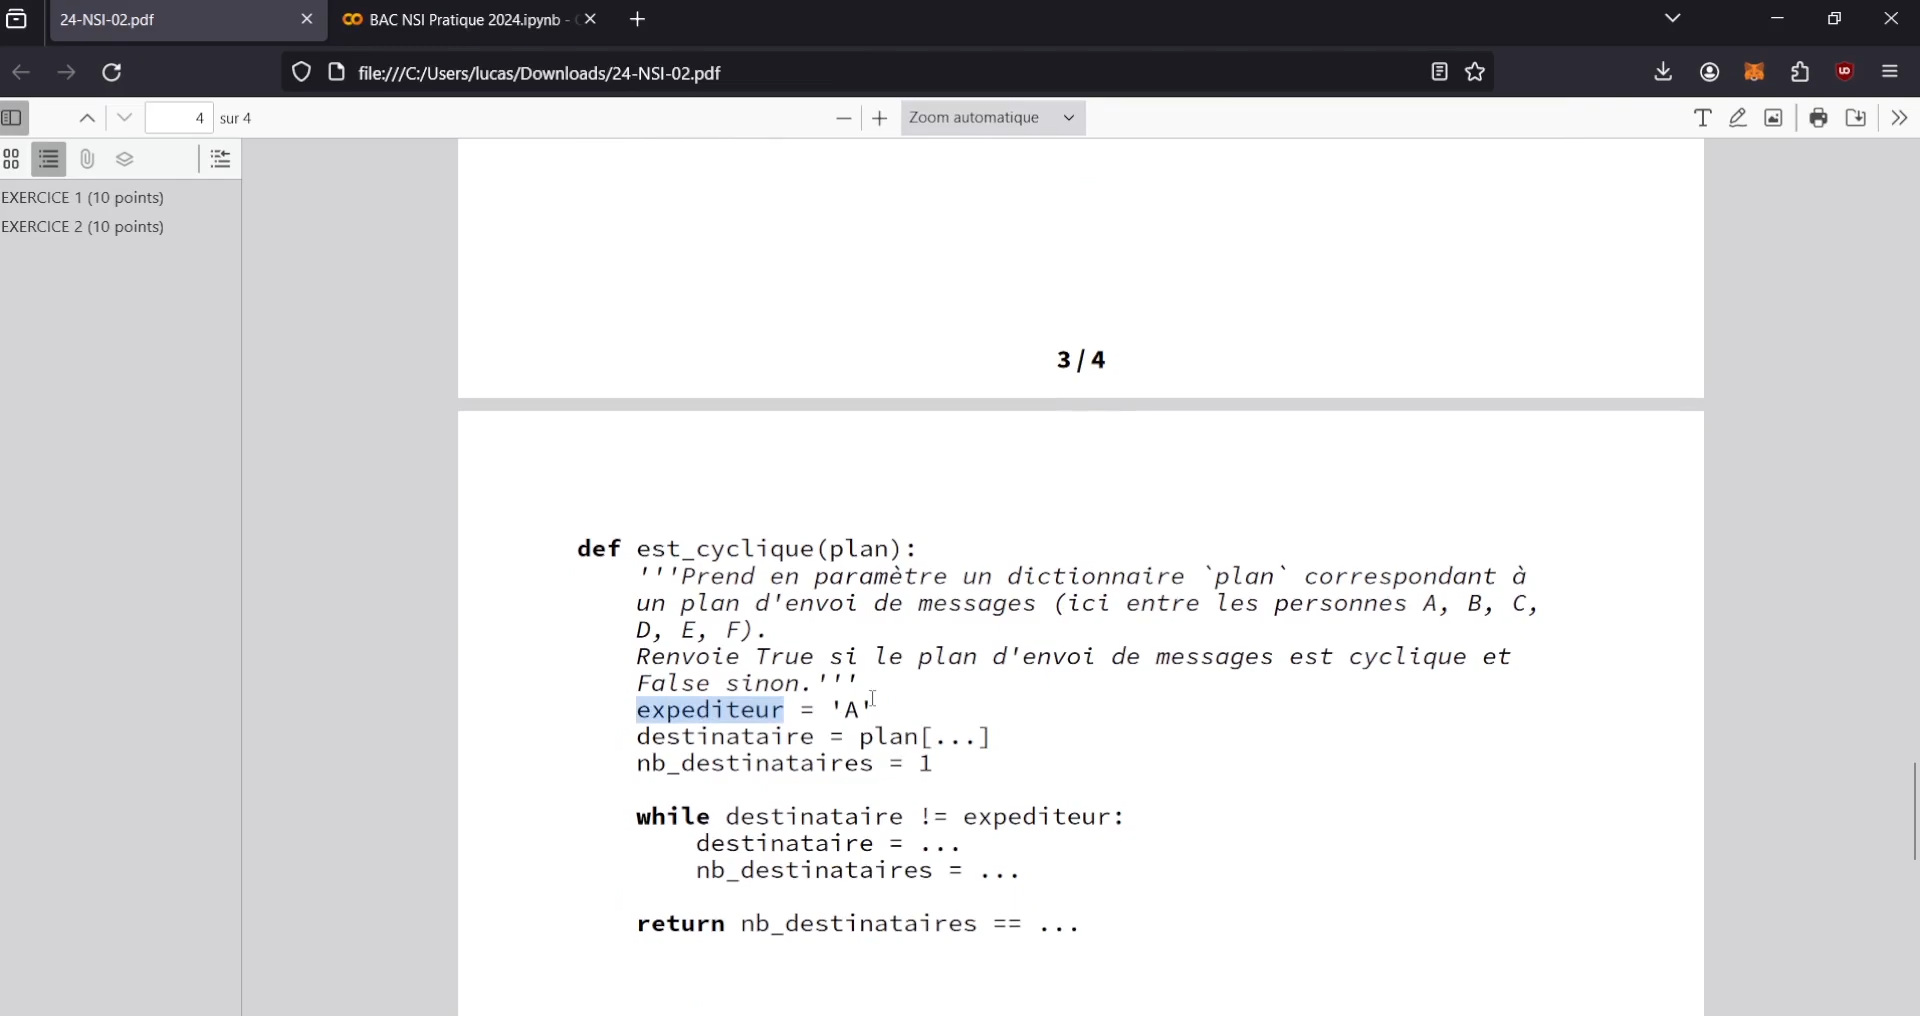 24-NSI-02.pdf
BAC NSI Pratique 2024.ipynb -
file:///C:/Users/lucas/Downloads/24-NSI-02.pdf
4 sur 4
Zoom automatique
EXERCICE 1 (10 points)
EXERCICE 2 (10 points)
3 / 4
def est_cyclique(plan):
'''Prend en paramètre un dictionnaire `plan` correspondant à
un plan d'envoi de messages (ici entre les personnes A, B, C,
D, E, F).
Renvoie True si le plan d'envoi de messages est cyclique et
False sinon.'''
expediteur = 'A'
destinataire = plan[...]
nb_destinataires = 1
while destinataire != expediteur:
destinataire = ...
nb_destinataires = ...
return nb_destinataires == ...